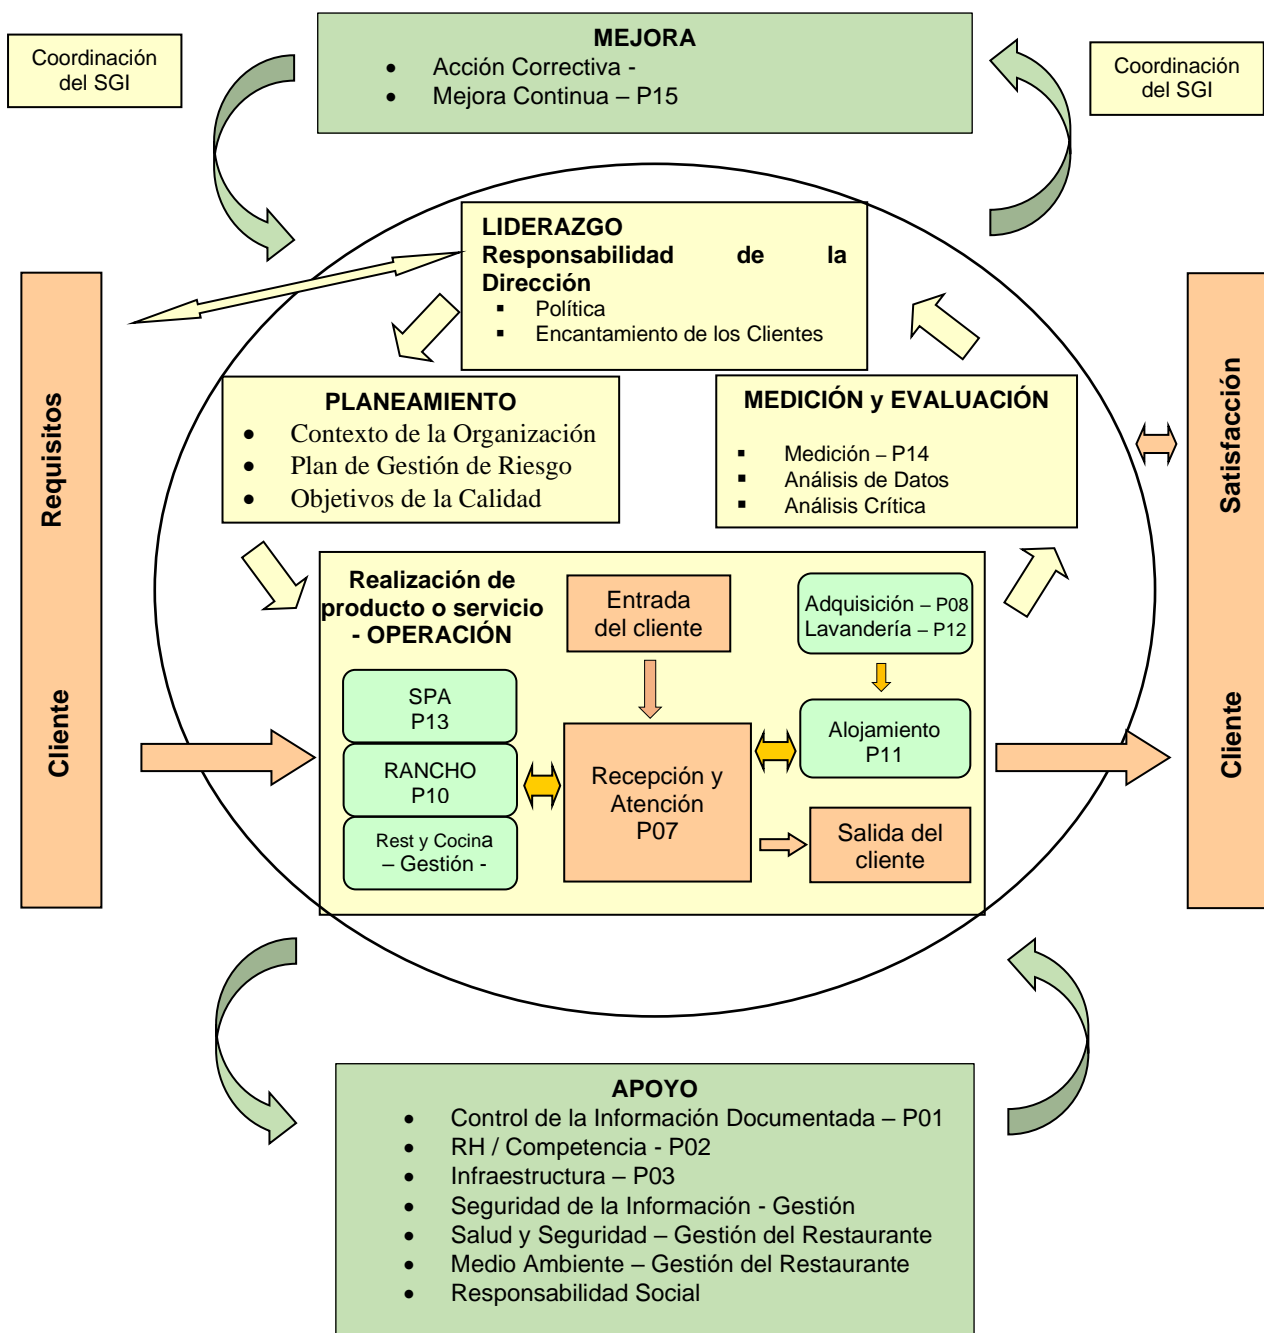 MEJORA
• Acción Correctiva -
• Mejora Continua – P15
Coordinación
del SGI
Coordinación
del SGI
LIDERAZGO
Responsabilidad de la
Dirección
▪ Política
▪ Encantamiento de los Clientes
Requisitos
Cliente
PLANEAMIENTO
• Contexto de la Organización
• Plan de Gestión de Riesgo
• Objetivos de la Calidad
MEDICIÓN y EVALUACIÓN
▪ Medición – P14
▪ Análisis de Datos
▪ Análisis Crítica
Satisfacción
Cliente
Realización de
producto o servicio
- OPERACIÓN
Entrada
del cliente
Adquisición – P08
Lavandería – P12
SPA
P13
RANCHO
P10
Rest y Cocina
– Gestión -
Recepción y
Atención
P07
Alojamiento
P11
Salida del
cliente
APOYO
• Control de la Información Documentada – P01
• RH / Competencia - P02
• Infraestructura – P03
• Seguridad de la Información - Gestión
• Salud y Seguridad – Gestión del Restaurante
• Medio Ambiente – Gestión del Restaurante
• Responsabilidad Social